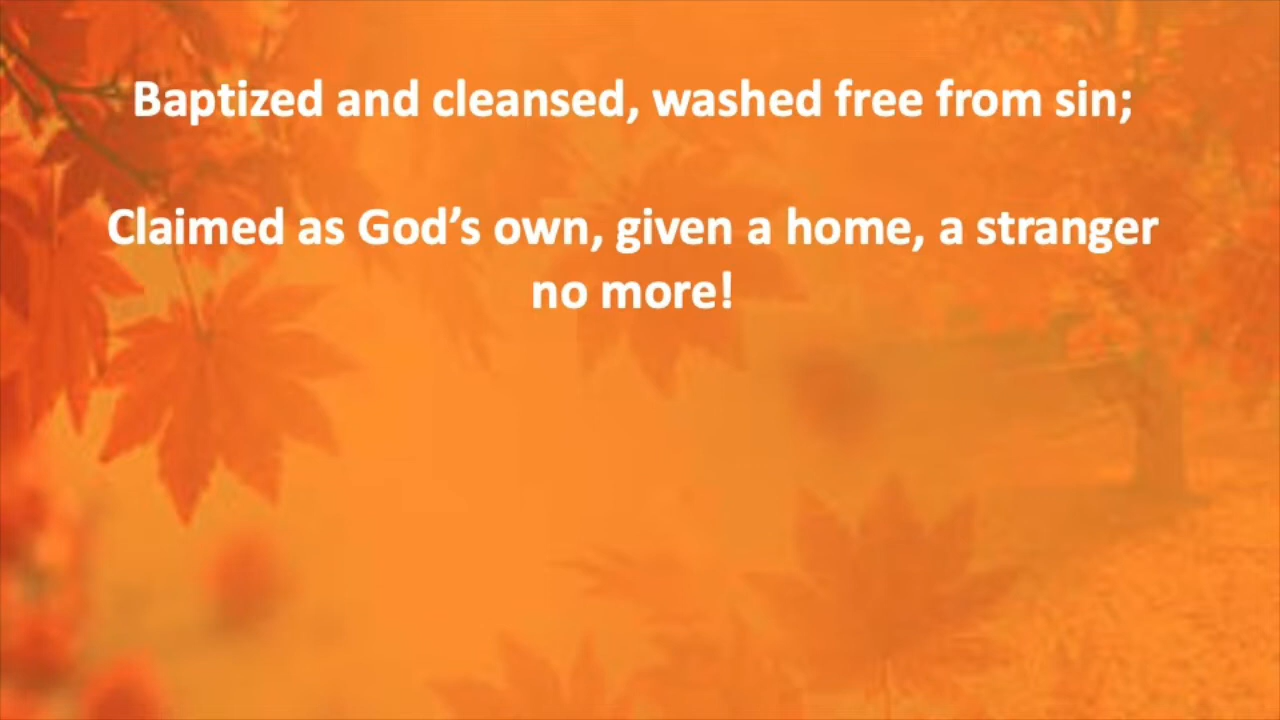 Baptized and cleansed, washed free from sin;
Claimed as God’s own, given a home, a stranger
no more!